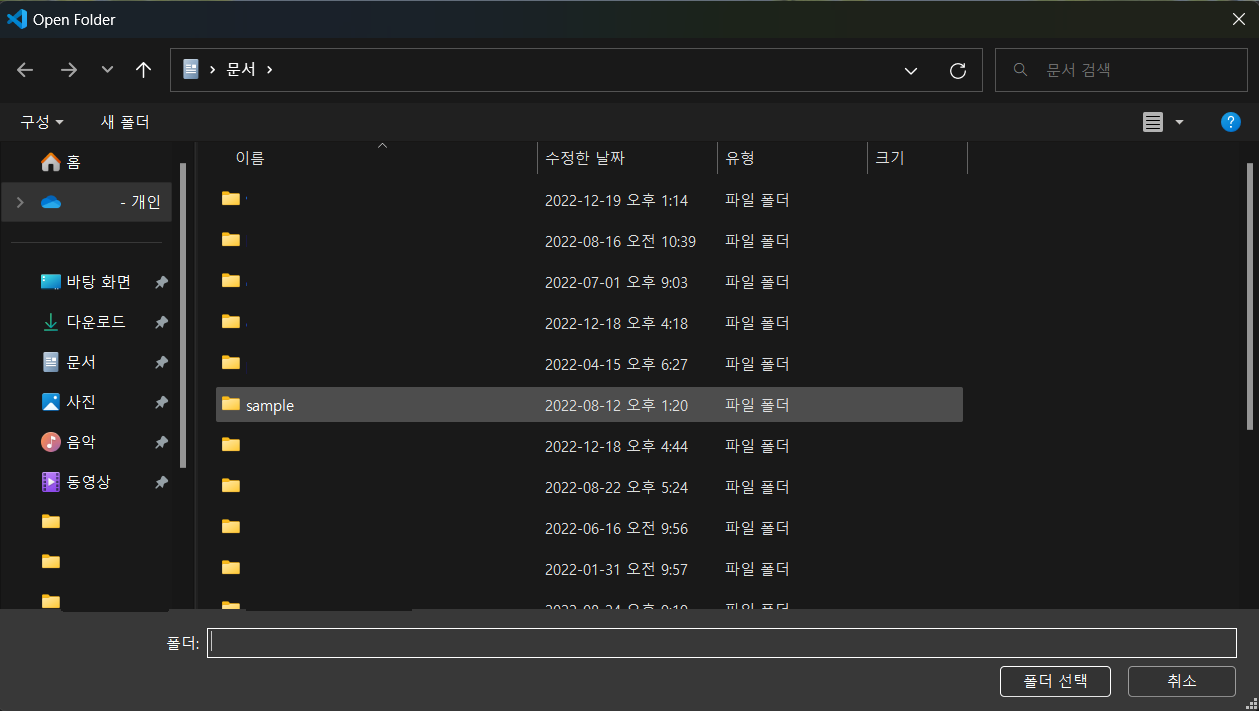 Open Folder
문서
문서 검색
구성 새 폴더
이름 수정한 날짜 유형 크기
홈
- 개인
바탕 화면
다운로드
문서
사진
음악
동영상
2022-12-19 오후 1:14 파일 폴더
2022-08-16 오전 10:39 파일 폴더
2022-07-01 오후 9:03 파일 폴더
2022-12-18 오후 4:18 파일 폴더
2022-04-15 오후 6:27 파일 폴더
sample 2022-08-12 오후 1:20 파일 폴더
2022-12-18 오후 4:44 파일 폴더
2022-08-22 오후 5:24 파일 폴더
2022-06-16 오전 9:56 파일 폴더
2022-01-31 오전 9:57 파일 폴더
파일 폴더
폴더:
폴더 선택 취소